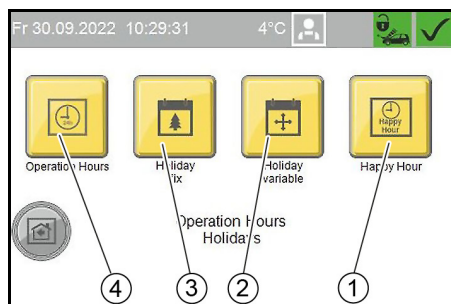 Fr 30.09.2022 10:29:31 4°C
24h
Happy
Hour
Operation Hours Holiday fix Holiday variable Happy Hour
Operation Hours
Holidays
4 3 2 1